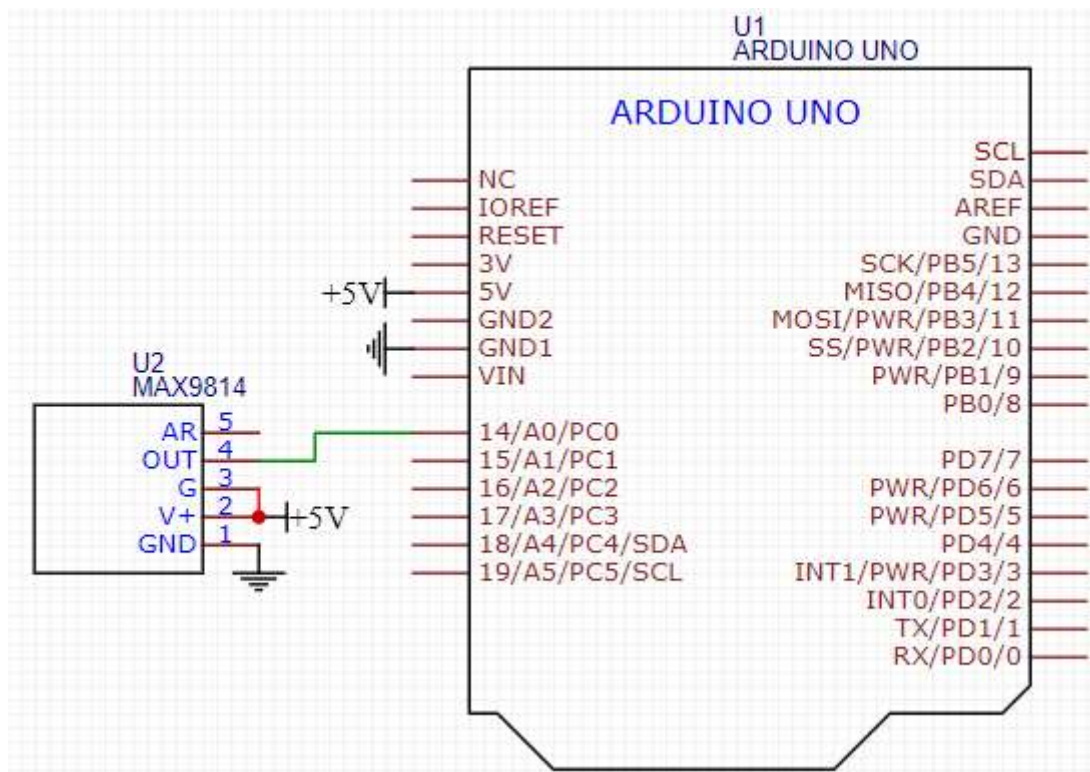 U1
ARDUINO UNO
ARDUINO UNO
NC
IOREF
RESET
3V
5V
GND2
GND1
VIN
14/A0/PC0
15/A1/PC1
16/A2/PC2
17/A3/PC3
18/A4/PC4/SDA
19/A5/PC5/SCL
SCL
SDA
AREF
GND
SCK/PB5/13
MISO/PB4/12
MOSI/PWR/PB3/11
SS/PWR/PB2/10
PWR/PB1/9
PB0/8
PD7/7
PWR/PD6/6
PWR/PD5/5
PD4/4
INT1/PWR/PD3/3
INT0/PD2/2
TX/PD1/1
RX/PD0/0
+5V
U2
MAX9814
AR 5
OUT 4
G 3
V+ 2
GND 1
+5V